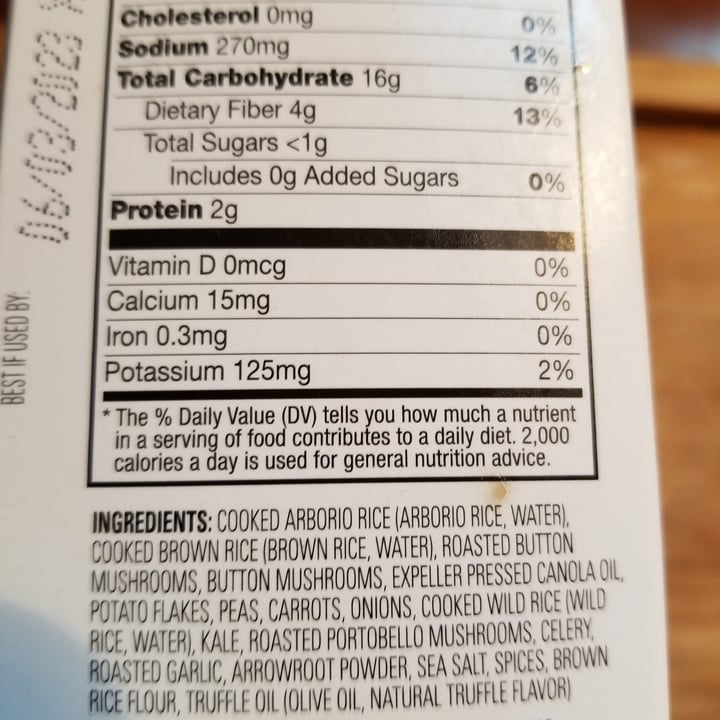 Cholesterol 0mg 0%
Sodium 270mg 12%
Total Carbohydrate 16g 6%
Dietary Fiber 4g 13%
Total Sugars <1g
Includes 0g Added Sugars 0%
Protein 2g
Vitamin D 0mcg 0%
Calcium 15mg 0%
Iron 0.3mg 0%
Potassium 125mg 2%
* The % Daily Value (DV) tells you how much a nutrient
in a serving of food contributes to a daily diet. 2,000
calories a day is used for general nutrition advice.
INGREDIENTS: COOKED ARBORIO RICE (ARBORIO RICE, WATER),
COOKED BROWN RICE (BROWN RICE, WATER), ROASTED BUTTON
MUSHROOMS, BUTTON MUSHROOMS, EXPELLER PRESSED CANOLA OIL,
POTATO FLAKES, PEAS, CARROTS, ONIONS, COOKED WILD RICE (WILD
RICE, WATER), KALE, ROASTED PORTOBELLO MUSHROOMS, CELERY,
ROASTED GARLIC, ARROWROOT POWDER, SEA SALT, SPICES, BROWN
RICE FLOUR, TRUFFLE OIL (OLIVE OIL, NATURAL TRUFFLE FLAVOR)
BEST IF USED BY:
06/03/2023